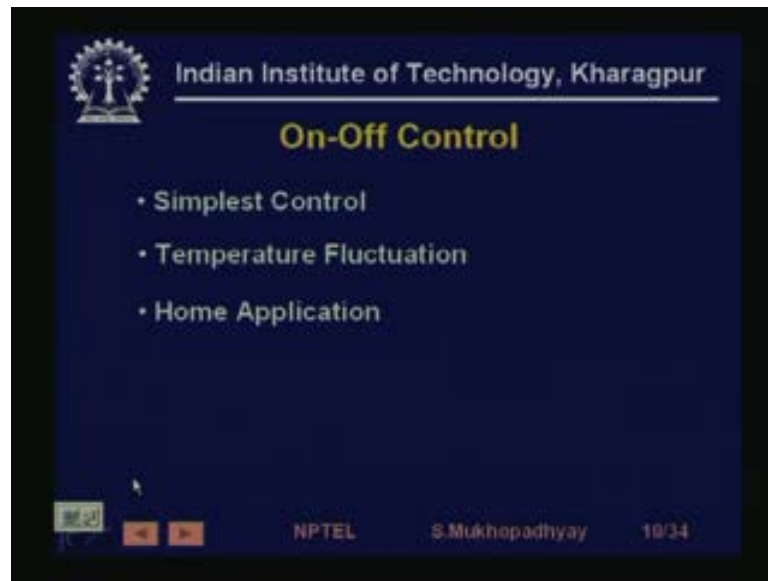 Indian Institute of Technology, Kharagpur
On-Off Control
• Simplest Control
• Temperature Fluctuation
• Home Application
NPTEL S.Mukhopadhyay 10/34